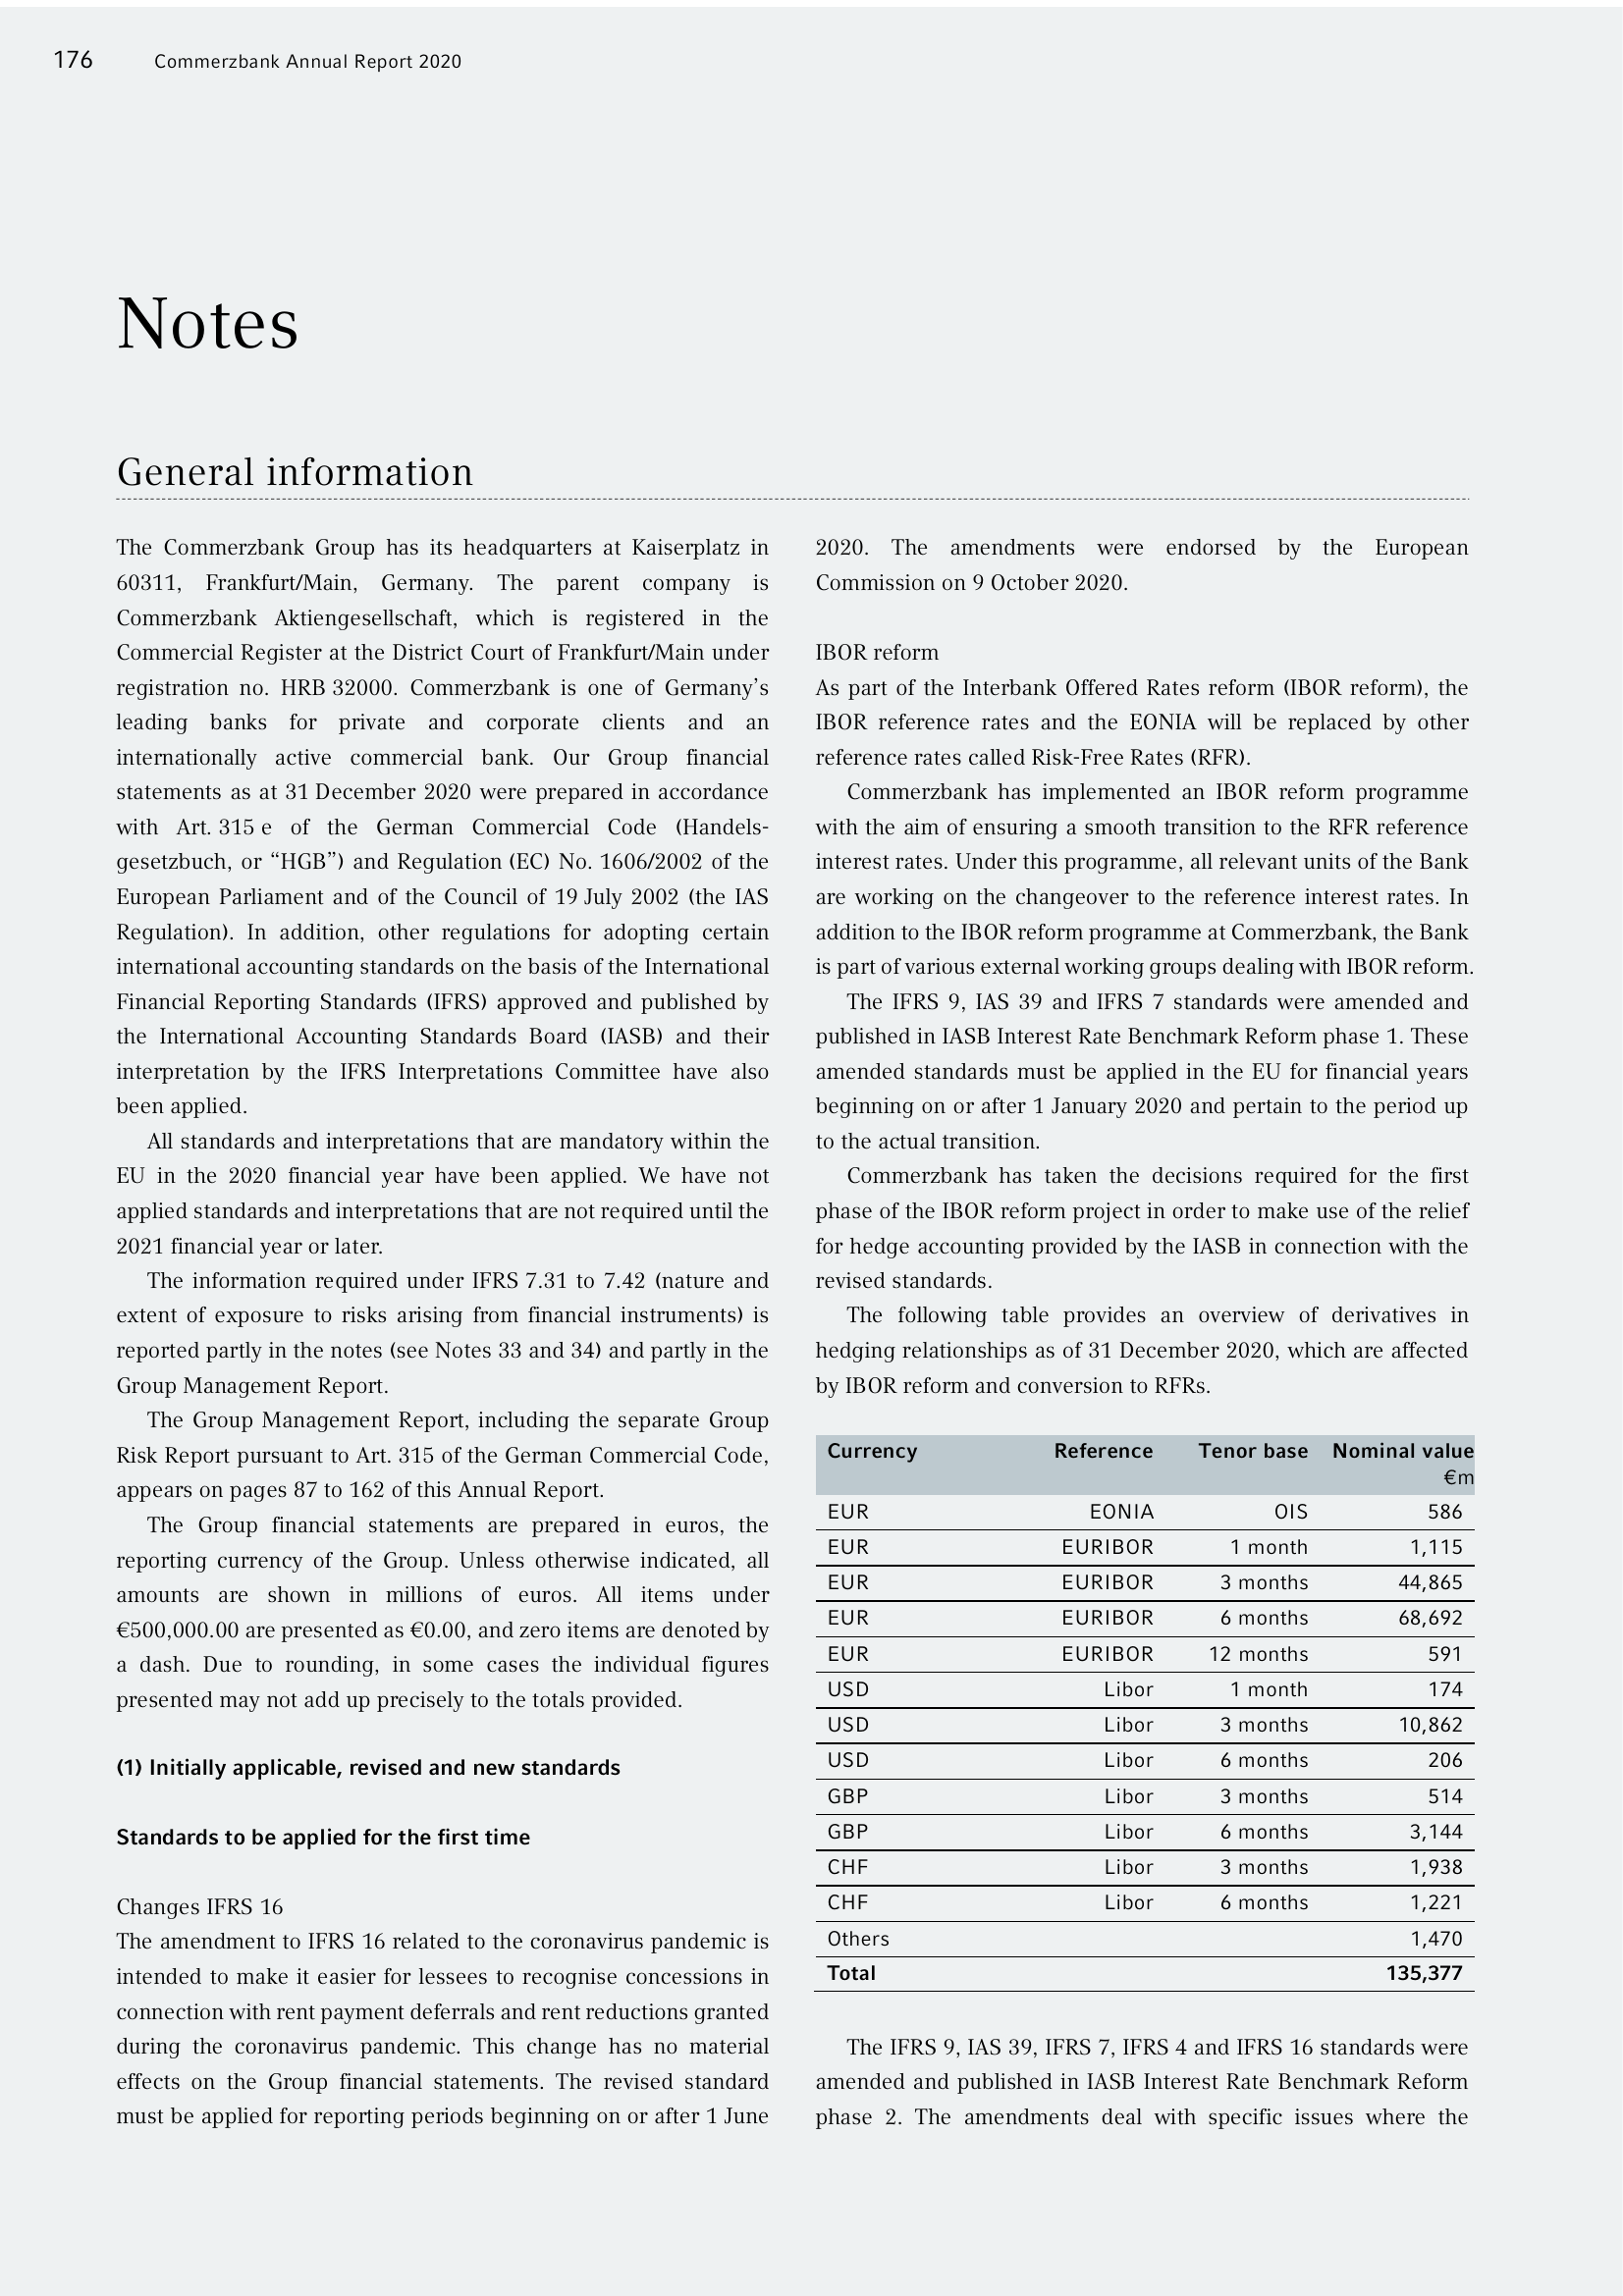 176 Commerzbank Annual Report 2020
Notes
General information
The Commerzbank Group has its headquarters at Kaiserplatz in
60311, Frankfurt/Main, Germany. The parent company is
Commerzbank Aktiengesellschaft, which is registered in the
Commercial Register at the District Court of Frankfurt/Main under
registration no. HRB 32000. Commerzbank is one of Germany’s
leading banks for private and corporate clients and an
internationally active commercial bank. Our Group financial
statements as at 31 December 2020 were prepared in accordance
with Art. 315 e of the German Commercial Code (Handels-
gesetzbuch, or “HGB”) and Regulation (EC) No. 1606/2002 of the
European Parliament and of the Council of 19 July 2002 (the IAS
Regulation). In addition, other regulations for adopting certain
international accounting standards on the basis of the International
Financial Reporting Standards (IFRS) approved and published by
the International Accounting Standards Board (IASB) and their
interpretation by the IFRS Interpretations Committee have also
been applied.
All standards and interpretations that are mandatory within the
EU in the 2020 financial year have been applied. We have not
applied standards and interpretations that are not required until the
2021 financial year or later.
The information required under IFRS 7.31 to 7.42 (nature and
extent of exposure to risks arising from financial instruments) is
reported partly in the notes (see Notes 33 and 34) and partly in the
Group Management Report.
The Group Management Report, including the separate Group
Risk Report pursuant to Art. 315 of the German Commercial Code,
appears on pages 87 to 162 of this Annual Report.
The Group financial statements are prepared in euros, the
reporting currency of the Group. Unless otherwise indicated, all
amounts are shown in millions of euros. All items under
€500,000.00 are presented as €0.00, and zero items are denoted by
a dash. Due to rounding, in some cases the individual figures
presented may not add up precisely to the totals provided.
(1) Initially applicable, revised and new standards
Standards to be applied for the first time
Changes IFRS 16
The amendment to IFRS 16 related to the coronavirus pandemic is
intended to make it easier for lessees to recognise concessions in
connection with rent payment deferrals and rent reductions granted
during the coronavirus pandemic. This change has no material
effects on the Group financial statements. The revised standard
must be applied for reporting periods beginning on or after 1 June
2020. The amendments were endorsed by the European
Commission on 9 October 2020.
IBOR reform
As part of the Interbank Offered Rates reform (IBOR reform), the
IBOR reference rates and the EONIA will be replaced by other
reference rates called Risk-Free Rates (RFR).
Commerzbank has implemented an IBOR reform programme
with the aim of ensuring a smooth transition to the RFR reference
interest rates. Under this programme, all relevant units of the Bank
are working on the changeover to the reference interest rates. In
addition to the IBOR reform programme at Commerzbank, the Bank
is part of various external working groups dealing with IBOR reform.
The IFRS 9, IAS 39 and IFRS 7 standards were amended and
published in IASB Interest Rate Benchmark Reform phase 1. These
amended standards must be applied in the EU for financial years
beginning on or after 1 January 2020 and pertain to the period up
to the actual transition.
Commerzbank has taken the decisions required for the first
phase of the IBOR reform project in order to make use of the relief
for hedge accounting provided by the IASB in connection with the
revised standards.
The following table provides an overview of derivatives in
hedging relationships as of 31 December 2020, which are affected
by IBOR reform and conversion to RFRs.
Currency Reference Tenor base Nominal value
€m
EUR EONIA OIS 586
EUR EURIBOR 1 month 1,115
EUR EURIBOR 3 months 44,865
EUR EURIBOR 6 months 68,692
EUR EURIBOR 12 months 591
USD Libor 1 month 174
USD Libor 3 months 10,862
USD Libor 6 months 206
GBP Libor 3 months 514
GBP Libor 6 months 3,144
CHF Libor 3 months 1,938
CHF Libor 6 months 1,221
Others 1,470
Total 135,377
The IFRS 9, IAS 39, IFRS 7, IFRS 4 and IFRS 16 standards were
amended and published in IASB Interest Rate Benchmark Reform
phase 2. The amendments deal with specific issues where the